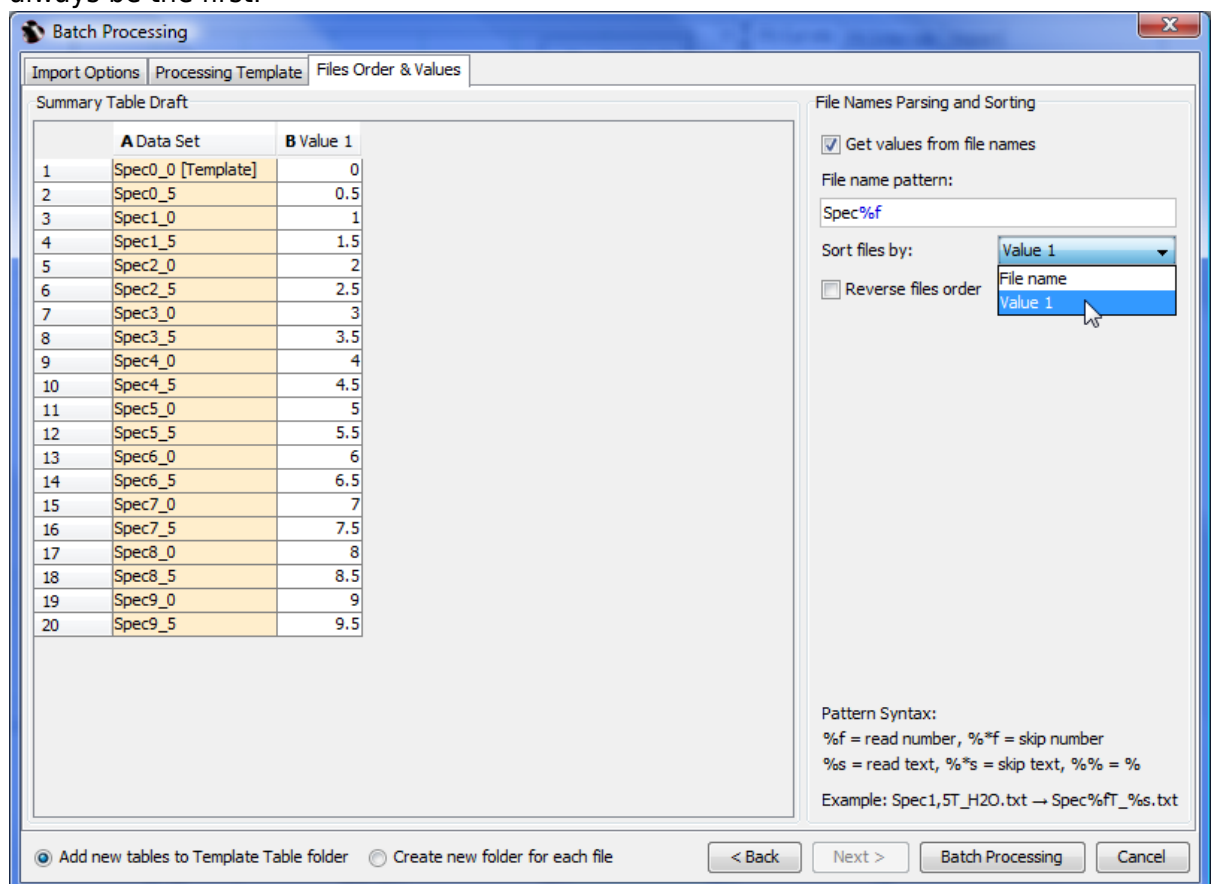 always be the first.
Batch Processing
Import Options Processing Template Files Order & Values
Summary Table Draft
A Data Set B Value 1
1 Spec0_0 [Template] 0
2 Spec0_5 0.5
3 Spec1_0 1
4 Spec1_5 1.5
5 Spec2_0 2
6 Spec2_5 2.5
7 Spec3_0 3
8 Spec3_5 3.5
9 Spec4_0 4
10 Spec4_5 4.5
11 Spec5_0 5
12 Spec5_5 5.5
13 Spec6_0 6
14 Spec6_5 6.5
15 Spec7_0 7
16 Spec7_5 7.5
17 Spec8_0 8
18 Spec8_5 8.5
19 Spec9_0 9
20 Spec9_5 9.5
File Names Parsing and Sorting
Get values from file names
File name pattern:
Spec%f
Sort files by: Value 1
File name
Reverse files order
Value 1
Pattern Syntax:
%f = read number, %*f = skip number
%s = read text, %*s = skip text, %% = %
Example: Spec1,5T_H2O.txt → Spec%fT_%s.txt
Add new tables to Template Table folder Create new folder for each file < Back Next > Batch Processing Cancel